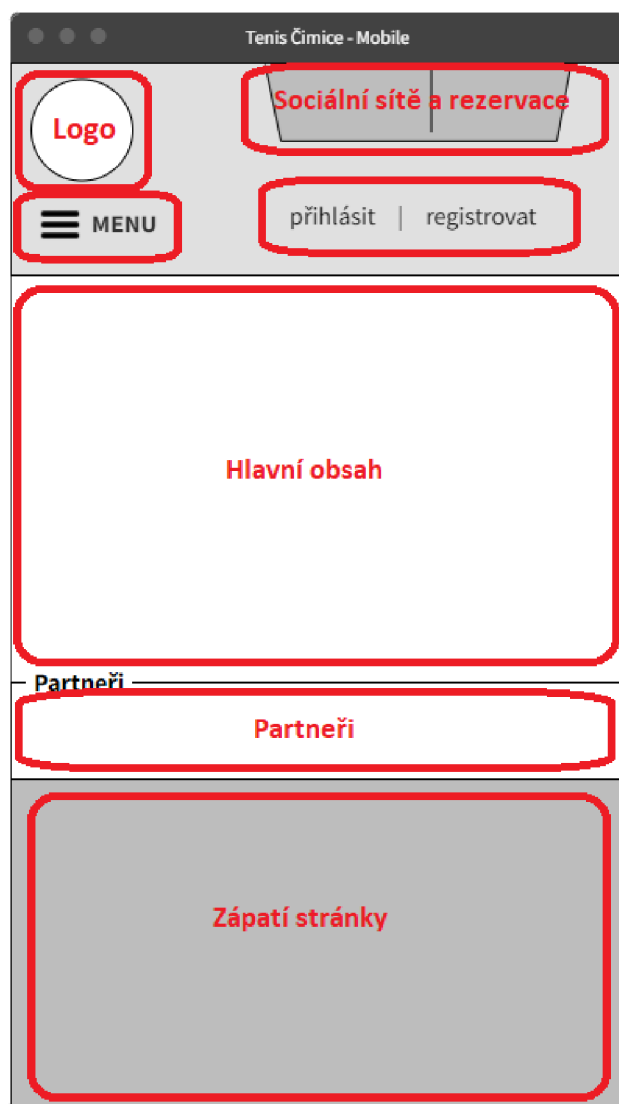 Tenis Čimice - Mobile
Logo
Sociální sítě a rezervace
MENU
přihlásit | registrovat
Hlavní obsah
Partneři
Partneři
Zápatí stránky